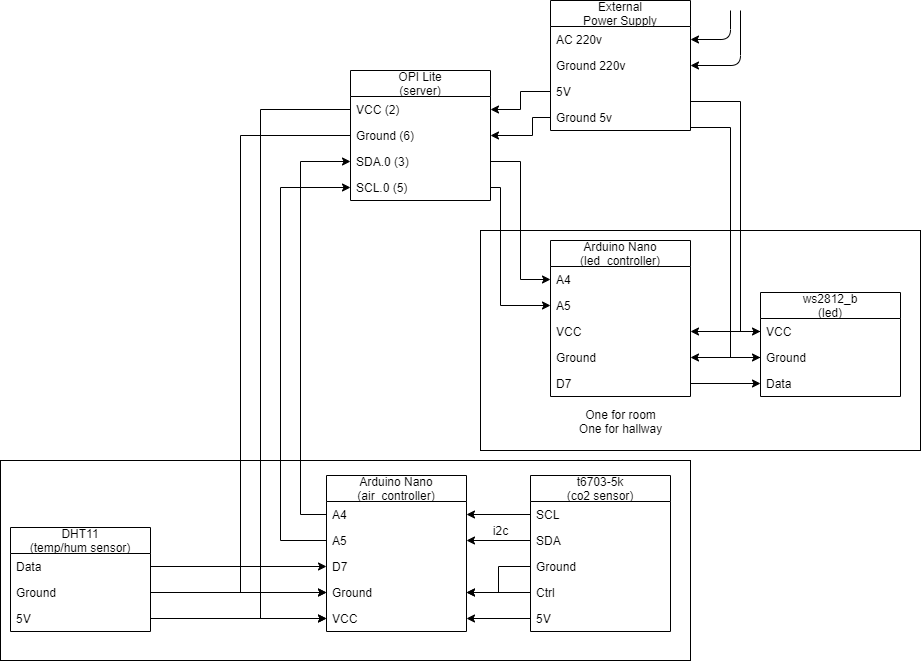 External
Power Supply
AC 220v
Ground 220v
5V
Ground 5v
OPI Lite
(server)
VCC (2)
Ground (6)
SDA.0 (3)
SCL.0 (5)
Arduino Nano
(led_controller)
A4
A5
VCC
Ground
D7
ws2812_b
(led)
VCC
Ground
Data
One for room
One for hallway
DHT11
(temp/hum sensor)
Data
Ground
5V
Arduino Nano
(air_controller)
A4
A5
D7
Ground
VCC
i2c
t6703-5k
(co2 sensor)
SCL
SDA
Ground
Ctrl
5V